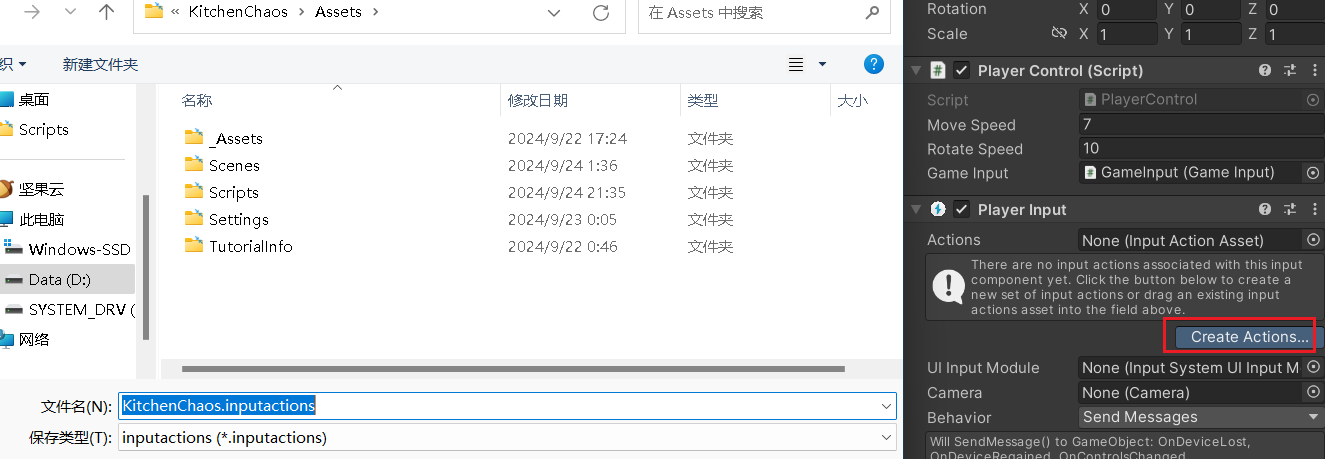 « KitchenChaos › Assets ›
在 Assets 中搜索
织
新建文件夹
?
桌面
Scripts
坚果云
此电脑
Windows-SSD
Data (D:)
SYSTEM_DRV (
网络
名称 修改日期 类型 大小
_Assets 2024/9/22 17:24 文件夹
Scenes 2024/9/24 1:36 文件夹
Scripts 2024/9/24 21:35 文件夹
Settings 2024/9/23 0:05 文件夹
TutorialInfo 2024/9/22 0:46 文件夹
文件名(N): KitchenChaos.inputactions
保存类型(T): inputactions (*.inputactions)
Rotation X 0 Y 0 Z 0
Scale X 1 Y 1 Z 1
# Player Control (Script)
Script # PlayerControl
Move Speed 7
Rotate Speed 10
Game Input # GameInput (Game Input)
Player Input
Actions None (Input Action Asset)
There are no input actions associated with this input
component yet. Click the button below to create a
new set of input actions or drag an existing input
actions asset into the field above.
Create Actions...
UI Input Module None (Input System UI Input M
Camera None (Camera)
Behavior Send Messages
Will SendMessage() to GameObject: OnDeviceLost,
OnDeviceRegained, OnControlsChanged